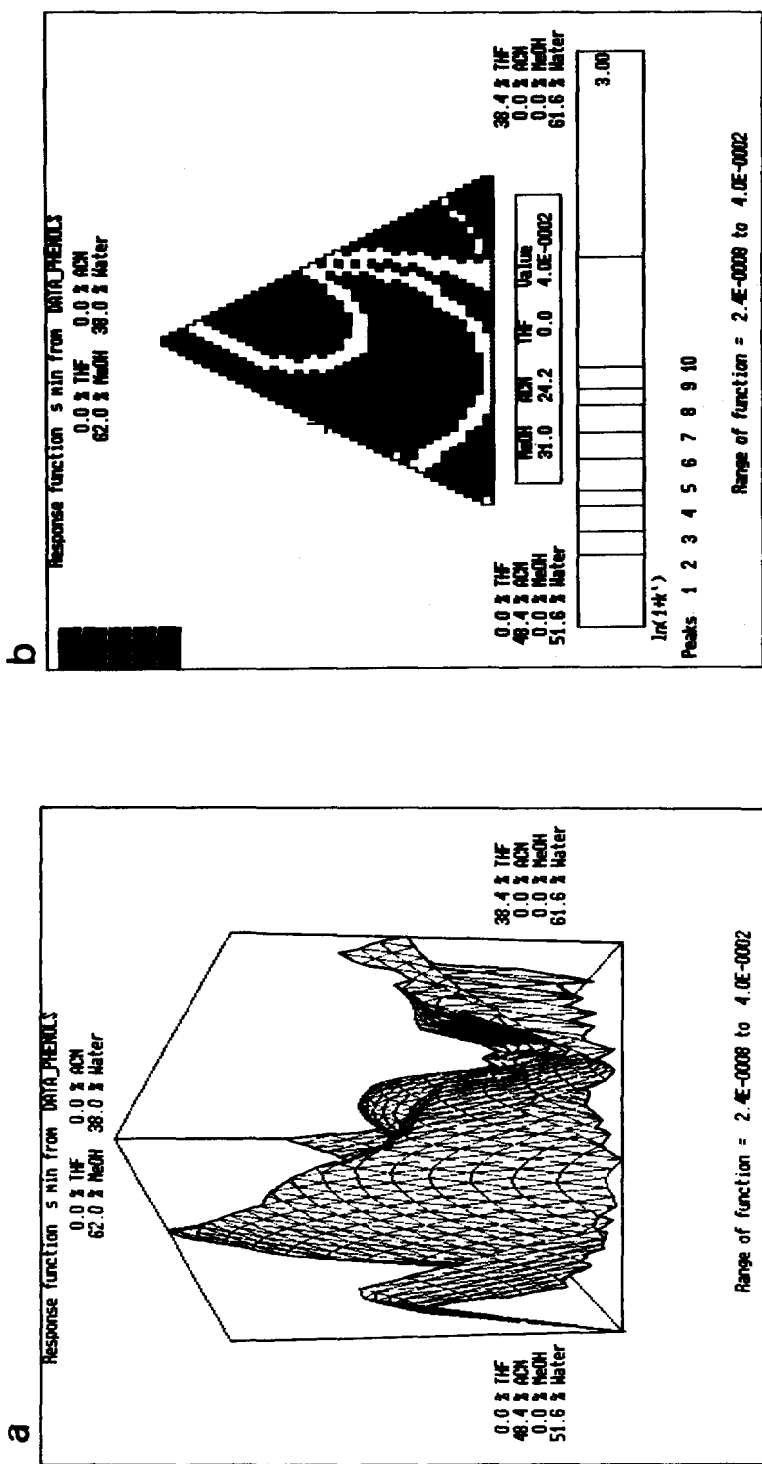 a
Response function s min from DATA_PHENOLS
0.0 % THF 0.0 % ACN
62.0 % MeOH 38.0 % Water
0.0 % THF
48.4 % ACN
0.0 % MeOH
51.6 % Water
38.4 % THF
0.0 % ACN
0.0 % MeOH
61.6 % Water
Range of function = 2.4E-0008 to 4.0E-0002
b
Response function s min from DATA_PHENOLS
0.0 % THF 0.0 % ACN
62.0 % MeOH 38.0 % Water
0.0 % THF
48.4 % ACN
0.0 % MeOH
51.6 % Water
38.4 % THF
0.0 % ACN
0.0 % MeOH
61.6 % Water
MeOH ACN THF Value
31.0 24.2 0.0 4.0E-0002
3.00
ln(1+k')
Peaks 1 2 3 4 5 6 7 8 9 10
Range of function = 2.4E-0008 to 4.0E-0002